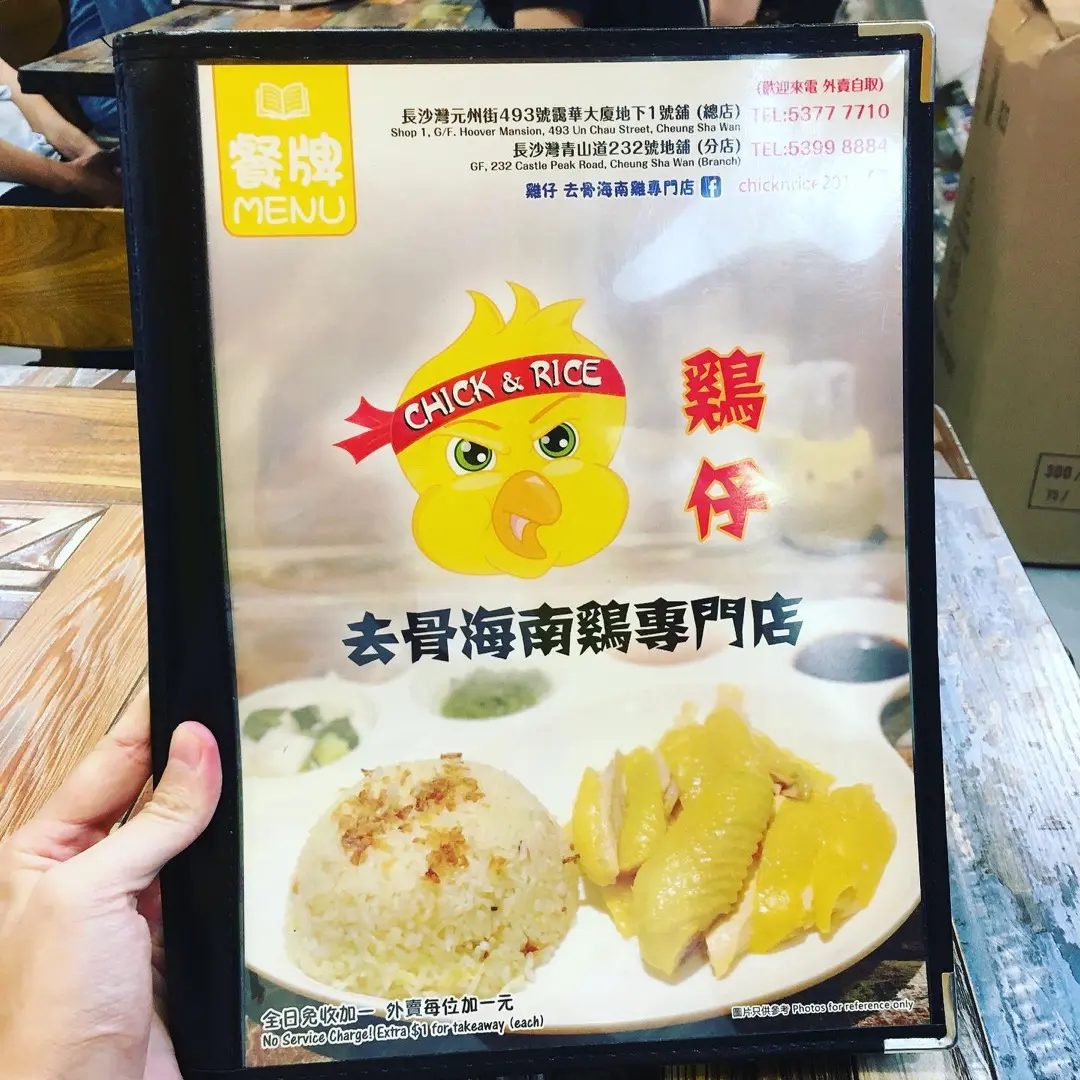 餐牌
MENU
(歡迎來電 外賣自取)
長沙灣元州街493號靄華大廈地下1號舖 (總店) TEL:5377 7710
Shop 1, G/F. Hoover Mansion, 493 Un Chau Street, Cheung Sha Wan
長沙灣青山道232號地舖 (分店) TEL:5399 8884
GF, 232 Castle Peak Road, Cheung Sha Wan (Branch)
雞仔 去骨海南雞專門店 f
CHICK & RICE
鷄仔
去骨海南鷄專門店
全日免收加一 外賣每位加一元
No Service Charge! Extra $1 for takeaway (each)
圖片只供參考 Photos for reference only
300/